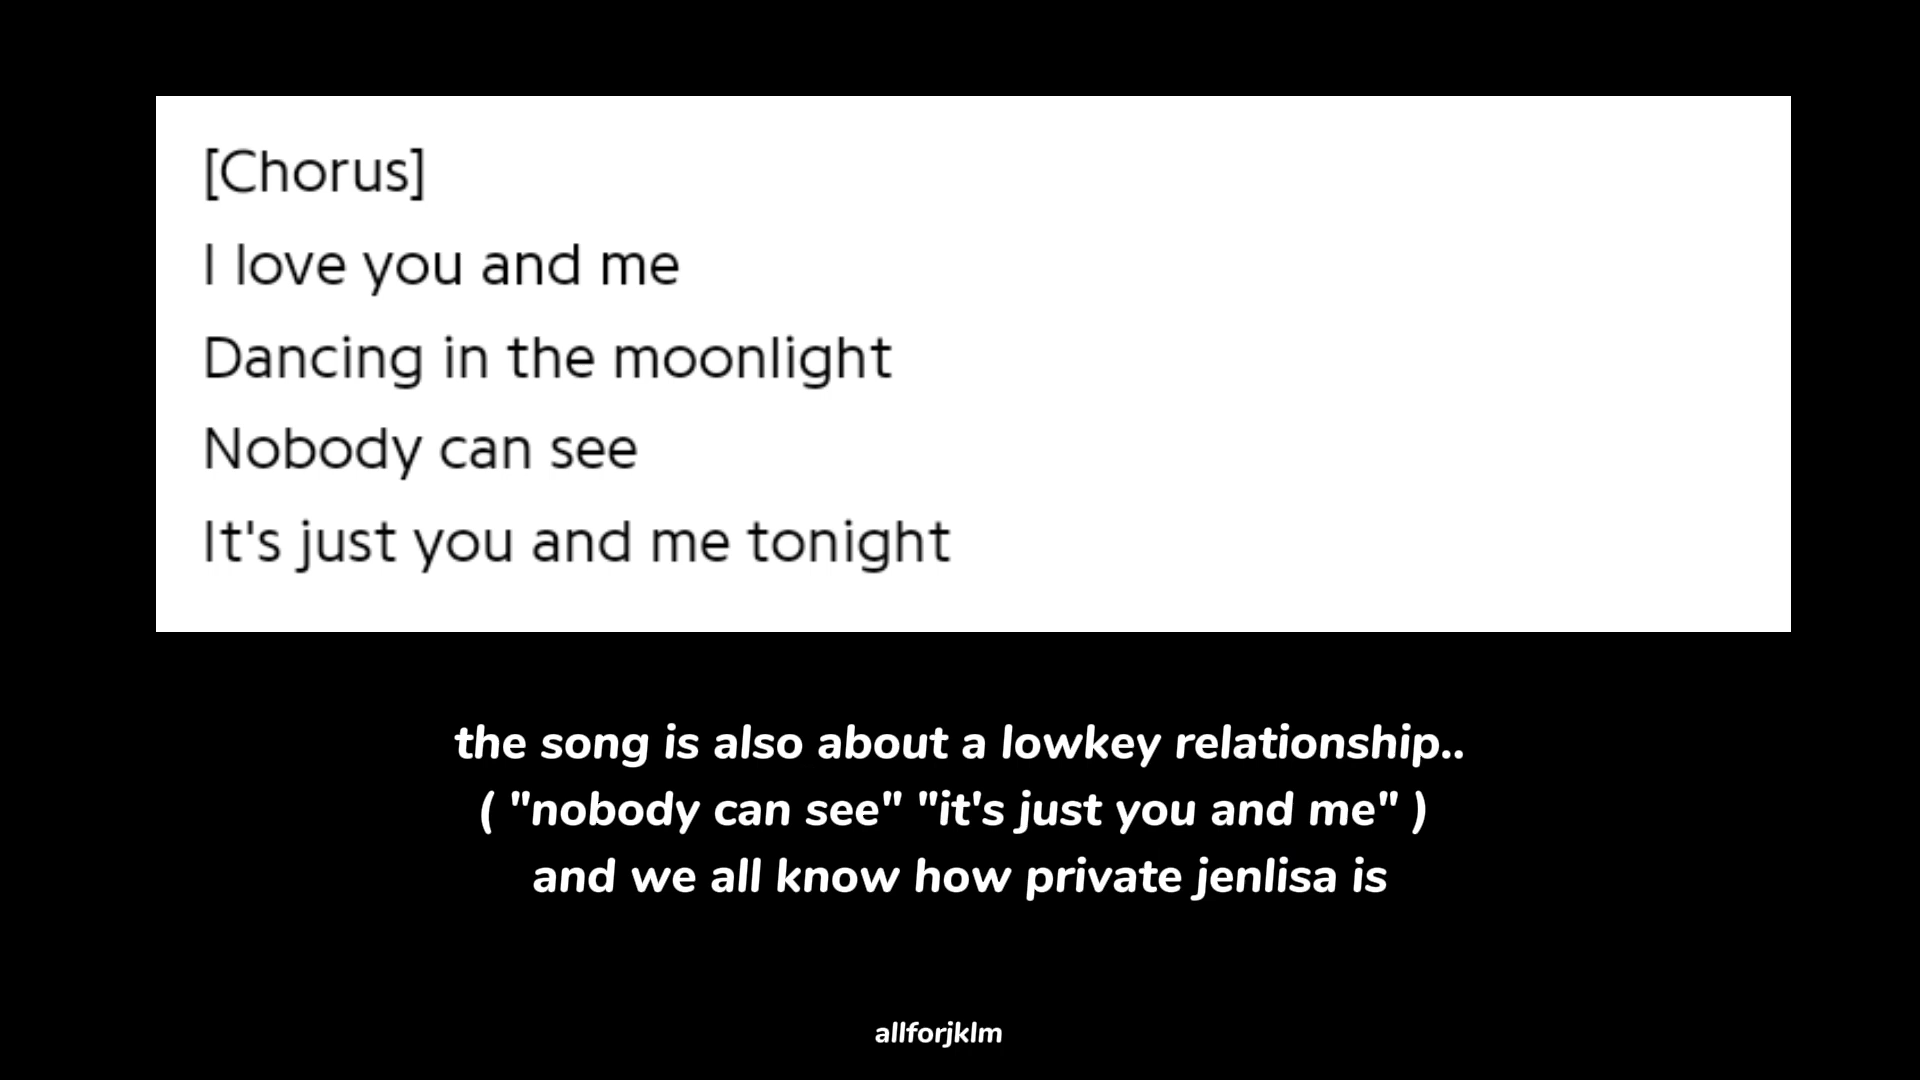 [Chorus]
I love you and me
Dancing in the moonlight
Nobody can see
It's just you and me tonight
the song is also about a lowkey relationship..
( "nobody can see" "it's just you and me" )
and we all know how private jenlisa is
allforjklm